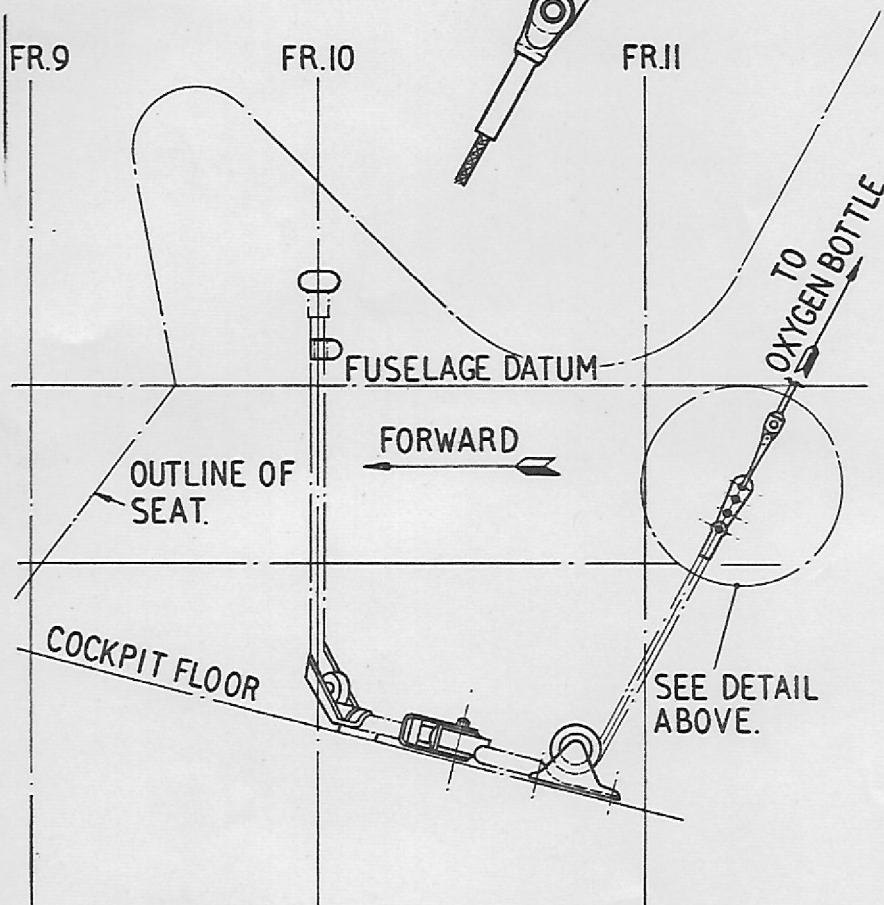 FR.9
FR.10
FR.11
TO
OXYGEN BOTTLE
FUSELAGE DATUM
FORWARD
OUTLINE OF
SEAT.
COCKPIT FLOOR
SEE DETAIL
ABOVE.